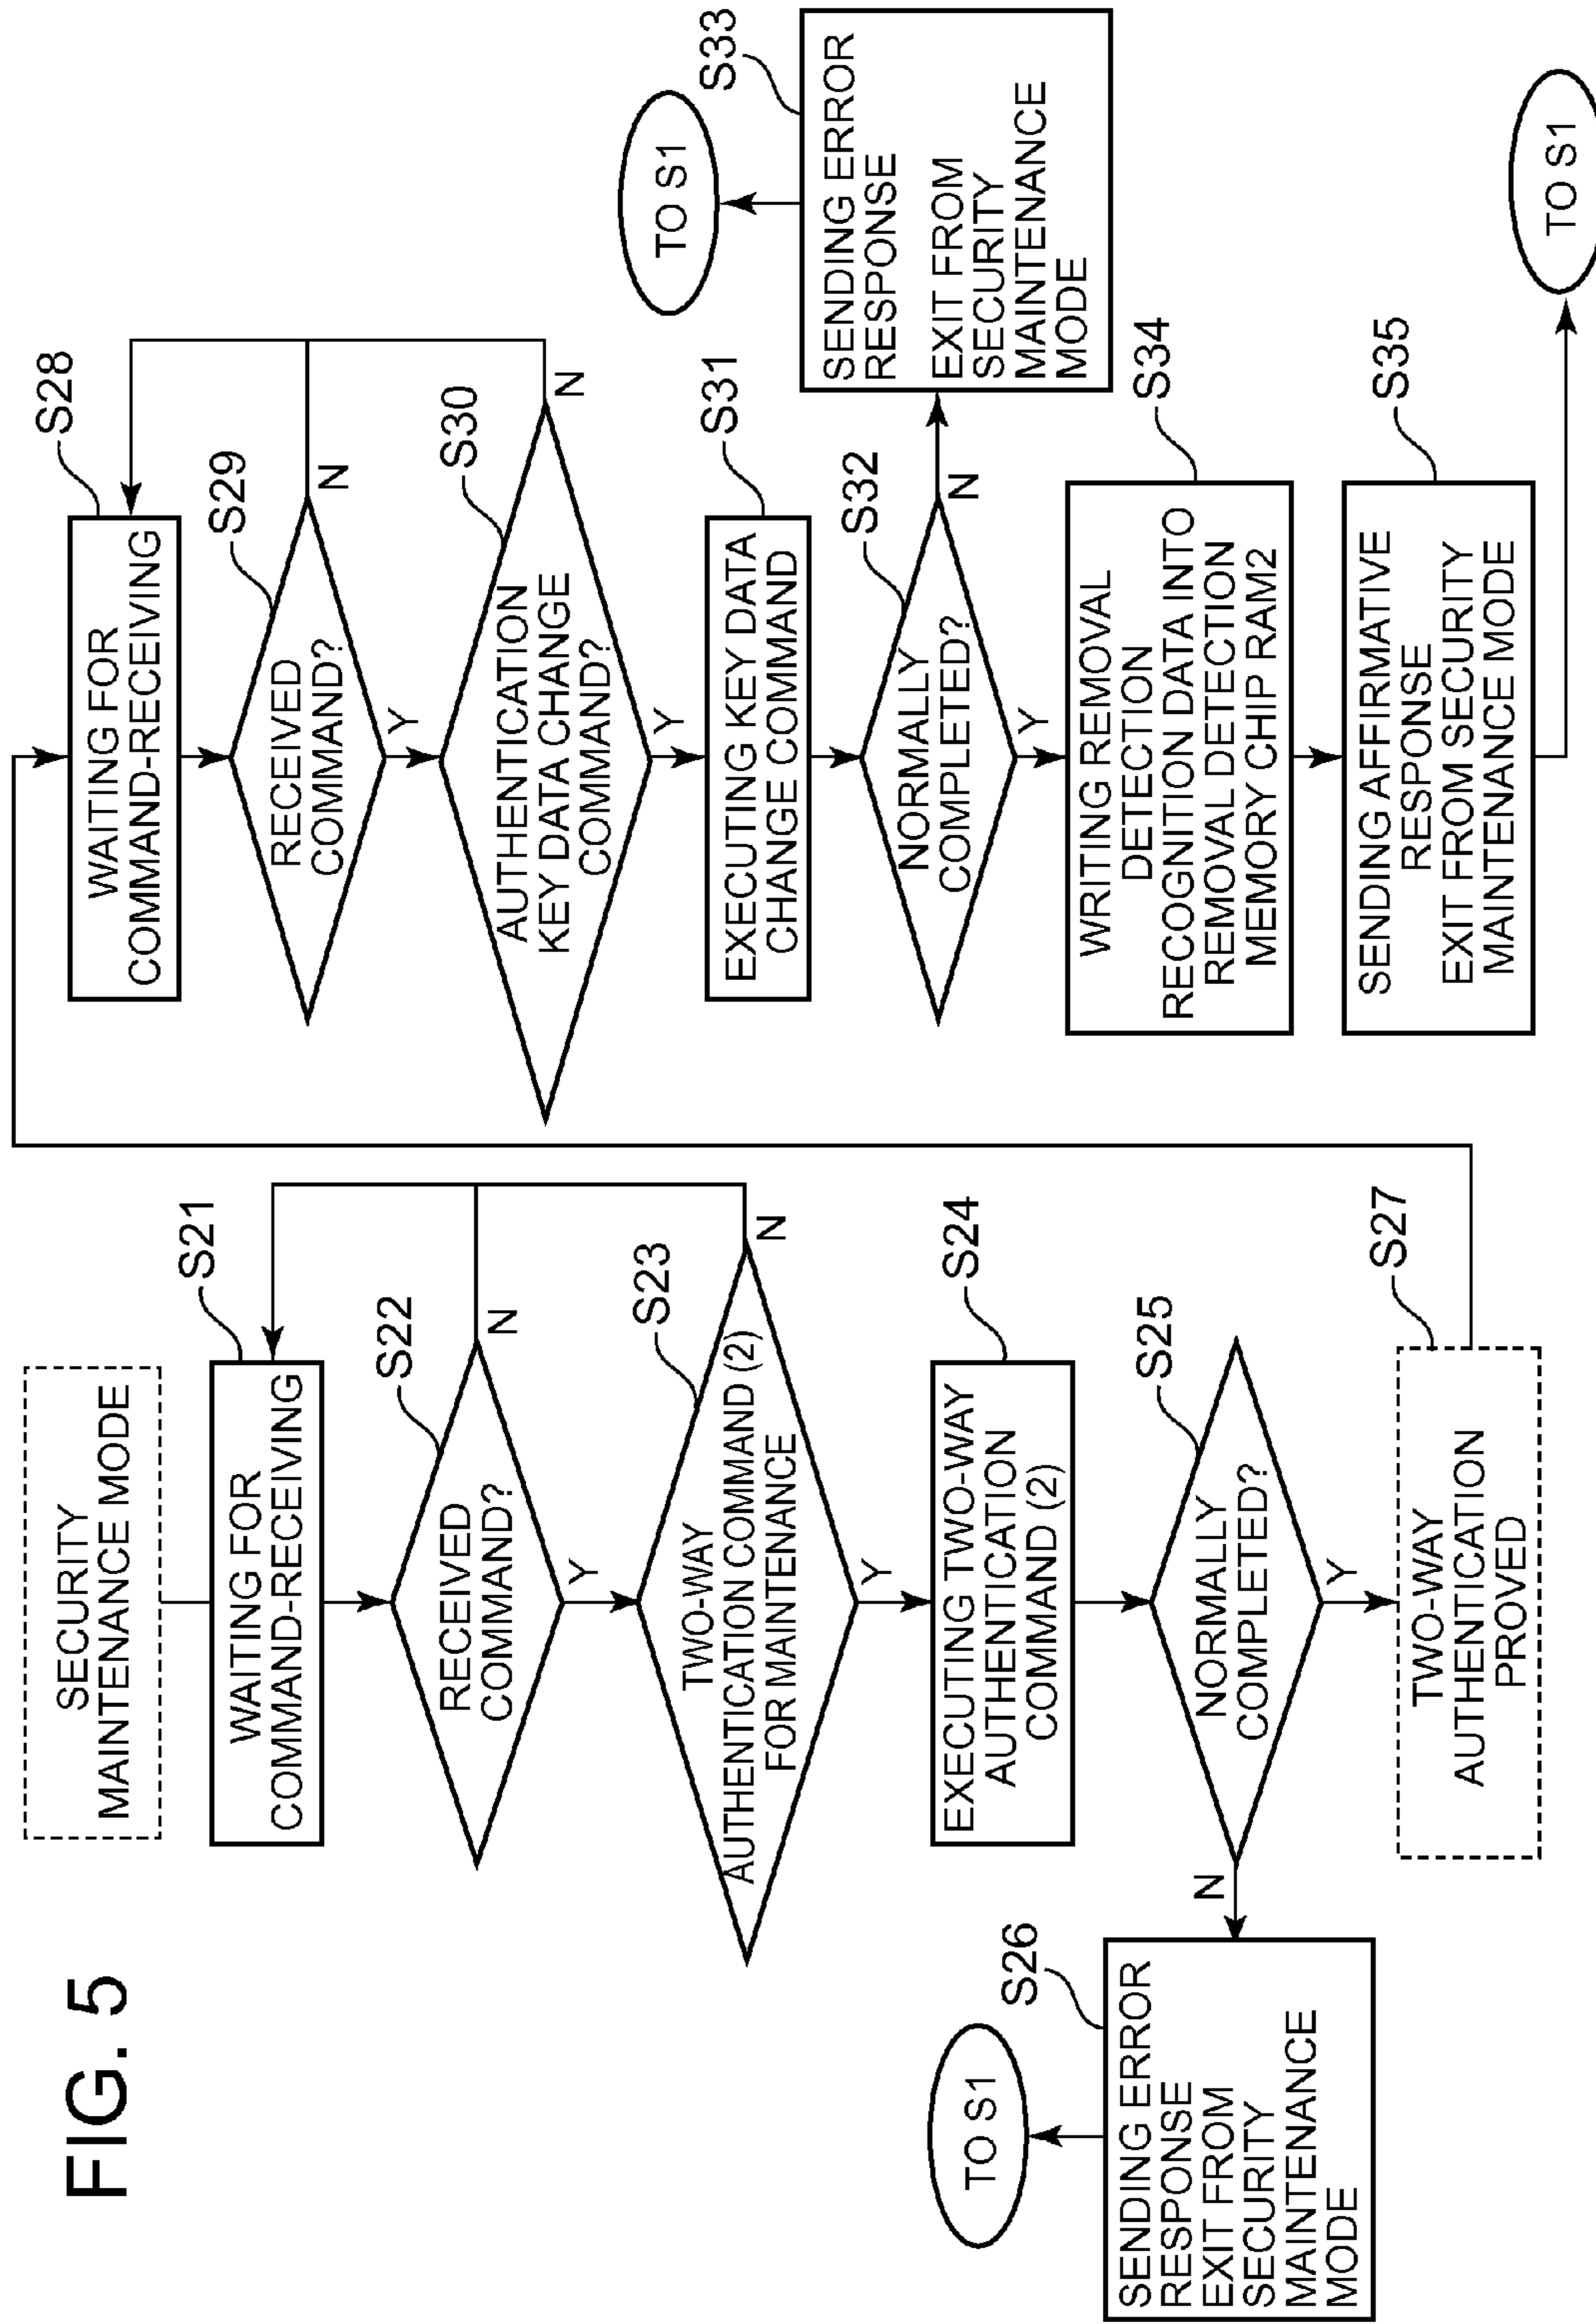 FIG. 5
SECURITY
MAINTENANCE MODE
S21
WAITING FOR
COMMAND-RECEIVING
S22
RECEIVED
COMMAND?
N
Y
S23
TWO-WAY
AUTHENTICATION COMMAND (2)
FOR MAINTENANCE
N
Y
S24
EXECUTING TWO-WAY
AUTHENTICATION
COMMAND (2)
S25
NORMALLY
COMPLETED?
N
Y
S26
SENDING ERROR
RESPONSE
EXIT FROM
SECURITY
MAINTENANCE
MODE
TO S1
S27
TWO-WAY
AUTHENTICATION
PROVED
S28
WAITING FOR
COMMAND-RECEIVING
S29
RECEIVED
COMMAND?
N
Y
S30
AUTHENTICATION
KEY DATA CHANGE
COMMAND?
N
Y
S31
EXECUTING KEY DATA
CHANGE COMMAND
S32
NORMALLY
COMPLETED?
N
Y
S33
SENDING ERROR
RESPONSE
EXIT FROM
SECURITY
MAINTENANCE
MODE
TO S1
S34
WRITING REMOVAL
DETECTION
RECOGNITION DATA INTO
REMOVAL DETECTION
MEMORY CHIP RAM2
S35
SENDING AFFIRMATIVE
RESPONSE
EXIT FROM SECURITY
MAINTENANCE MODE
TO S1